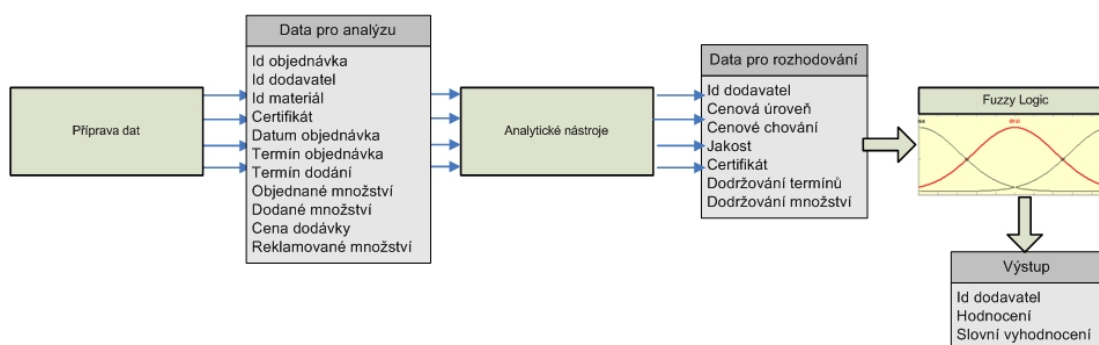 Příprava dat
Data pro analýzu
Id objednávka
Id dodavatel
Id materiál
Certifikát
Datum objednávka
Termín objednávka
Termín dodání
Objednané množství
Dodané množství
Cena dodávky
Reklamované množství
Analytické nástroje
Data pro rozhodování
Id dodavatel
Cenová úroveň
Cenové chování
Jakost
Certifikát
Dodržování termínů
Dodržování množství
Fuzzy Logic
Výstup
Id dodavatel
Hodnocení
Slovní vyhodnocení